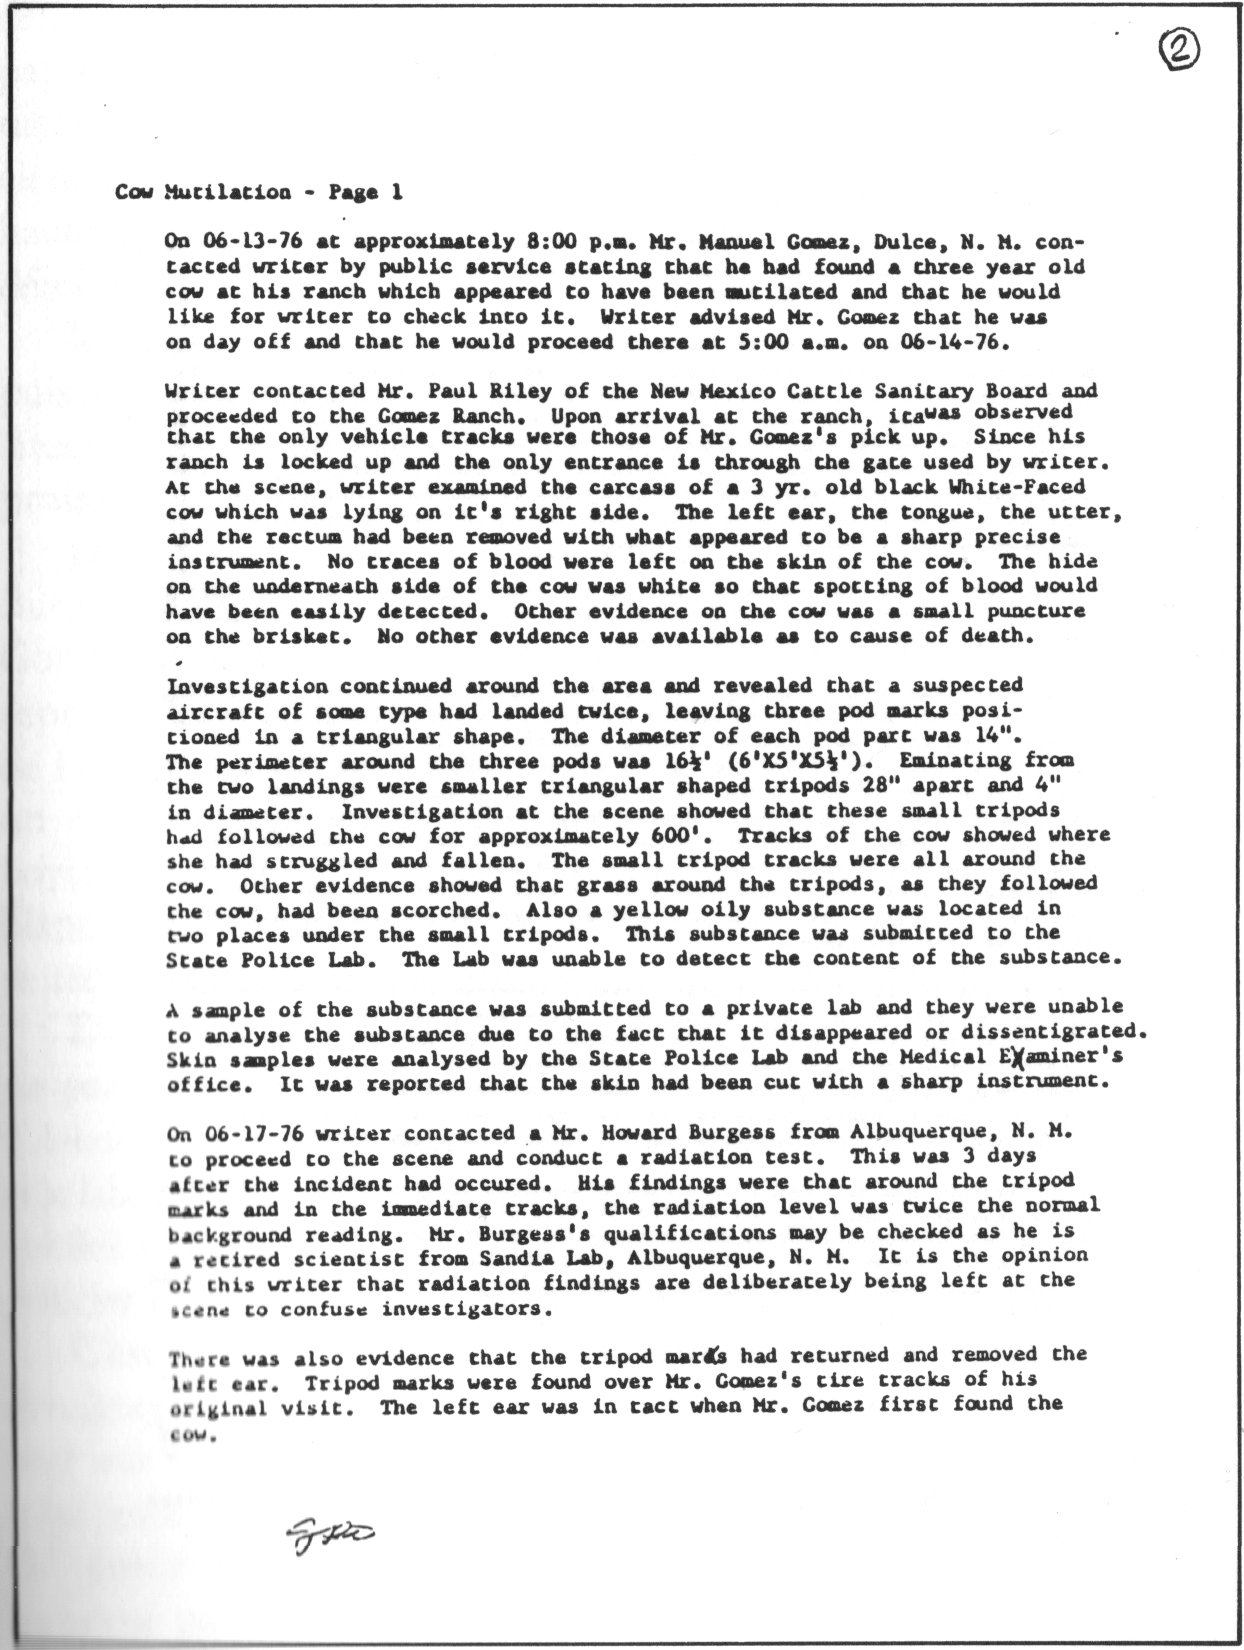 2
Cow Mutilation - Page 1
On 06-13-76 at approximately 8:00 p.m. Mr. Manuel Gomez, Dulce, N. M. con-
tacted writer by public service stating that he had found a three year old
cow at his ranch which appeared to have been mutilated and that he would
like for writer to check into it. Writer advised Mr. Gomez that he was
on day off and that he would proceed there at 5:00 a.m. on 06-14-76.
Writer contacted Mr. Paul Riley of the New Mexico Cattle Sanitary Board and
proceeded to the Gomez Ranch. Upon arrival at the ranch, itawas observed
that the only vehicle tracks were those of Mr. Gomez's pick up. Since his
ranch is locked up and the only entrance is through the gate used by writer.
At the scene, writer examined the carcass of a 3 yr. old black White-Faced
cow which was lying on it's right side. The left ear, the tongue, the utter,
and the rectum had been removed with what appeared to be a sharp precise
instrument. No traces of blood were left on the skin of the cow. The hide
on the underneath side of the cow was white so that spotting of blood would
have been easily detected. Other evidence on the cow was a small puncture
on the brisket. No other evidence was available as to cause of death.
Investigation continued around the area and revealed that a suspected
aircraft of some type had landed twice, leaving three pod marks posi-
tioned in a triangular shape. The diameter of each pod part was 14".
The perimeter around the three pods was 16½' (6'X5'X5½'). Eminating from
the two landings were smaller triangular shaped tripods 28" apart and 4"
in diameter. Investigation at the scene showed that these small tripods
had followed the cow for approximately 600'. Tracks of the cow showed where
she had struggled and fallen. The small tripod tracks were all around the
cow. Other evidence showed that grass around the tripods, as they followed
the cow, had been scorched. Also a yellow oily substance was located in
two places under the small tripods. This substance was submitted to the
State Police Lab. The Lab was unable to detect the content of the substance.
A sample of the substance was submitted to a private lab and they were unable
to analyse the substance due to the fact that it disappeared or dissentigrated.
Skin samples were analysed by the State Police Lab and the Medical Examiner's
office. It was reported that the skin had been cut with a sharp instrument.
On 06-17-76 writer contacted a Mr. Howard Burgess from Albuquerque, N. M.
to proceed to the scene and conduct a radiation test. This was 3 days
after the incident had occured. His findings were that around the tripod
marks and in the immediate tracks, the radiation level was twice the normal
background reading. Mr. Burgess's qualifications may be checked as he is
a retired scientist from Sandia Lab, Albuquerque, N. M. It is the opinion
of this writer that radiation findings are deliberately being left at the
scene to confuse investigators.
There was also evidence that the tripod marks had returned and removed the
left ear. Tripod marks were found over Mr. Gomez's tire tracks of his
original visit. The left ear was in tact when Mr. Gomez first found the
cow.